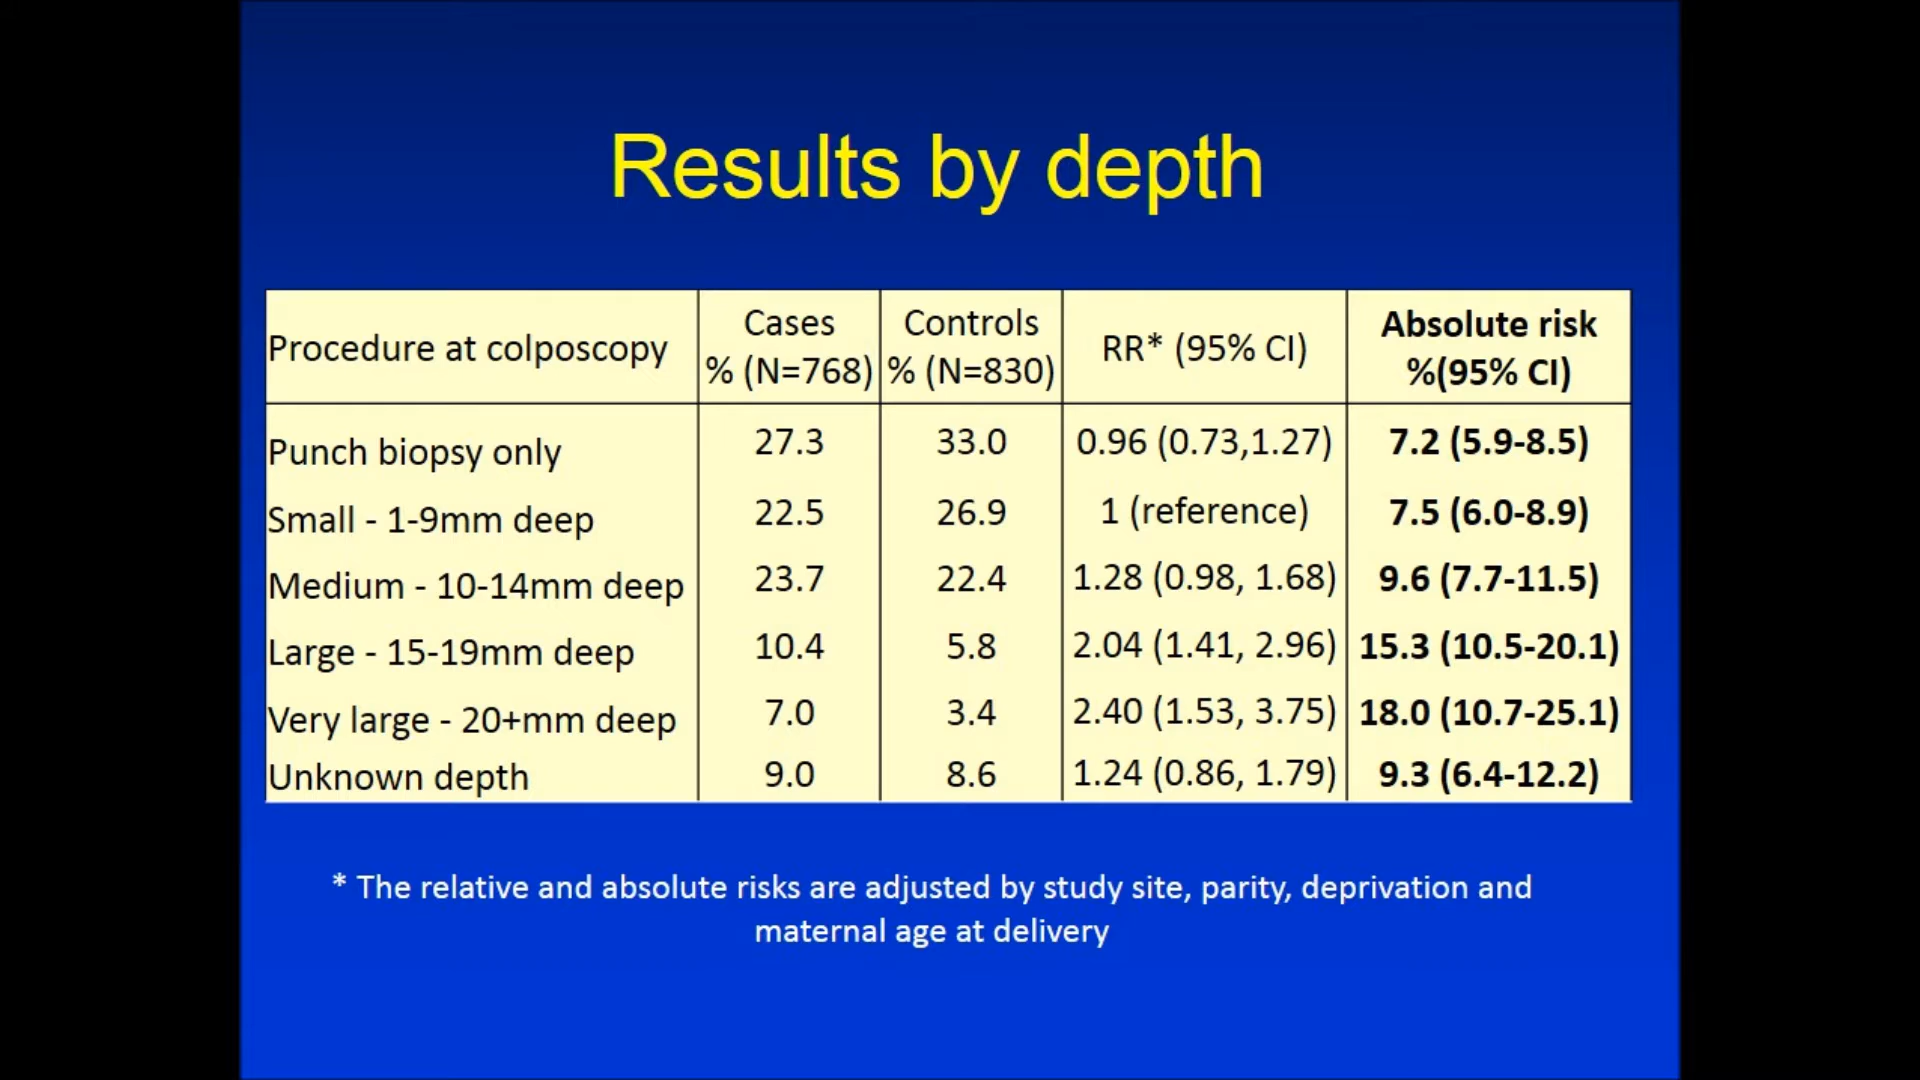 Results by depth
Procedure at colposcopy
Cases
% (N=768)
Controls
% (N=830)
RR* (95% CI)
Absolute risk
%(95% CI)
Punch biopsy only 27.3 33.0 0.96 (0.73,1.27) 7.2 (5.9-8.5)
Small - 1-9mm deep 22.5 26.9 1 (reference) 7.5 (6.0-8.9)
Medium - 10-14mm deep 23.7 22.4 1.28 (0.98, 1.68) 9.6 (7.7-11.5)
Large - 15-19mm deep 10.4 5.8 2.04 (1.41, 2.96) 15.3 (10.5-20.1)
Very large - 20+mm deep 7.0 3.4 2.40 (1.53, 3.75) 18.0 (10.7-25.1)
Unknown depth 9.0 8.6 1.24 (0.86, 1.79) 9.3 (6.4-12.2)
* The relative and absolute risks are adjusted by study site, parity, deprivation and
maternal age at delivery